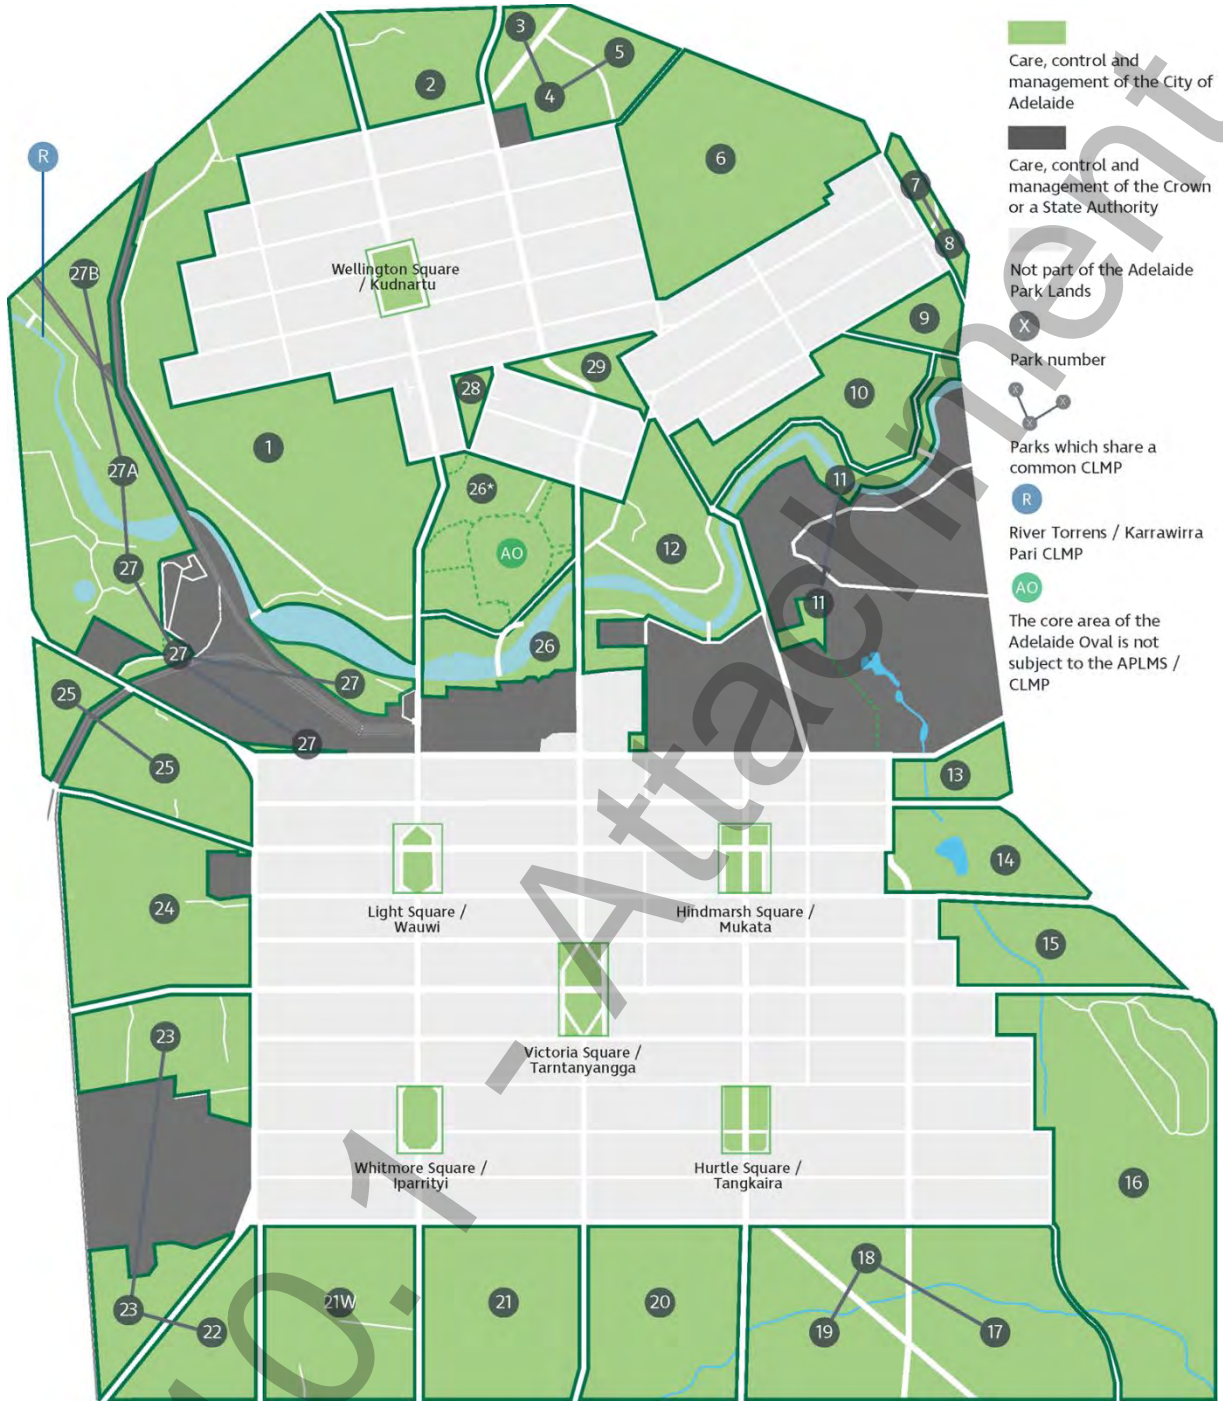 3
5
2
4
6
R
7
8
27B
Wellington Square
/ Kudnartu
9
29
28
10
1
27A
26*
11
AO
12
27
11
27
26
27
25
27
25
13
14
24
Light Square /
Wauwi
Hindmarsh Square /
Mukata
15
23
Victoria Square /
Tarntanyangga
Whitmore Square /
Iparrityi
Hurtle Square /
Tangkaira
16
18
23
22
21W
21
20
19
17
Care, control and
management of the City of
Adelaide
Care, control and
management of the Crown
or a State Authority
Not part of the Adelaide
Park Lands
X
Park number
X
X
X
Parks which share a
common CLMP
R
River Torrens / Karrawirra
Pari CLMP
AO
The core area of the
Adelaide Oval is not
subject to the APLMS /
CLMP
10.1 - Attachment